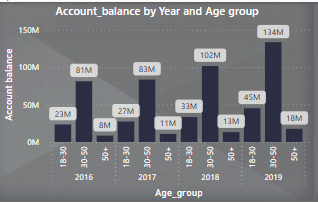 Account_balance by Year and Age group
Account balance
150M
100M
50M
0M
23M
81M
8M
27M
83M
11M
33M
102M
13M
45M
134M
18M
18-30
30-50
50+
18-30
30-50
50+
18-30
30-50
50+
18-30
30-50
50+
2016
2017
2018
2019
Age_group